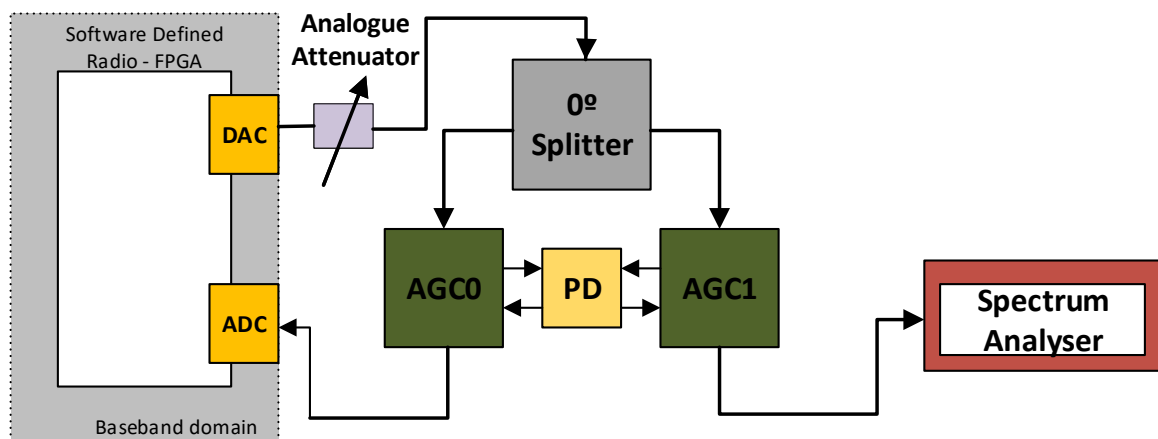 Software Defined
Radio - FPGA
Analogue
Attenuator
DAC
0º
Splitter
AGC0
PD
AGC1
ADC
Spectrum
Analyser
Baseband domain